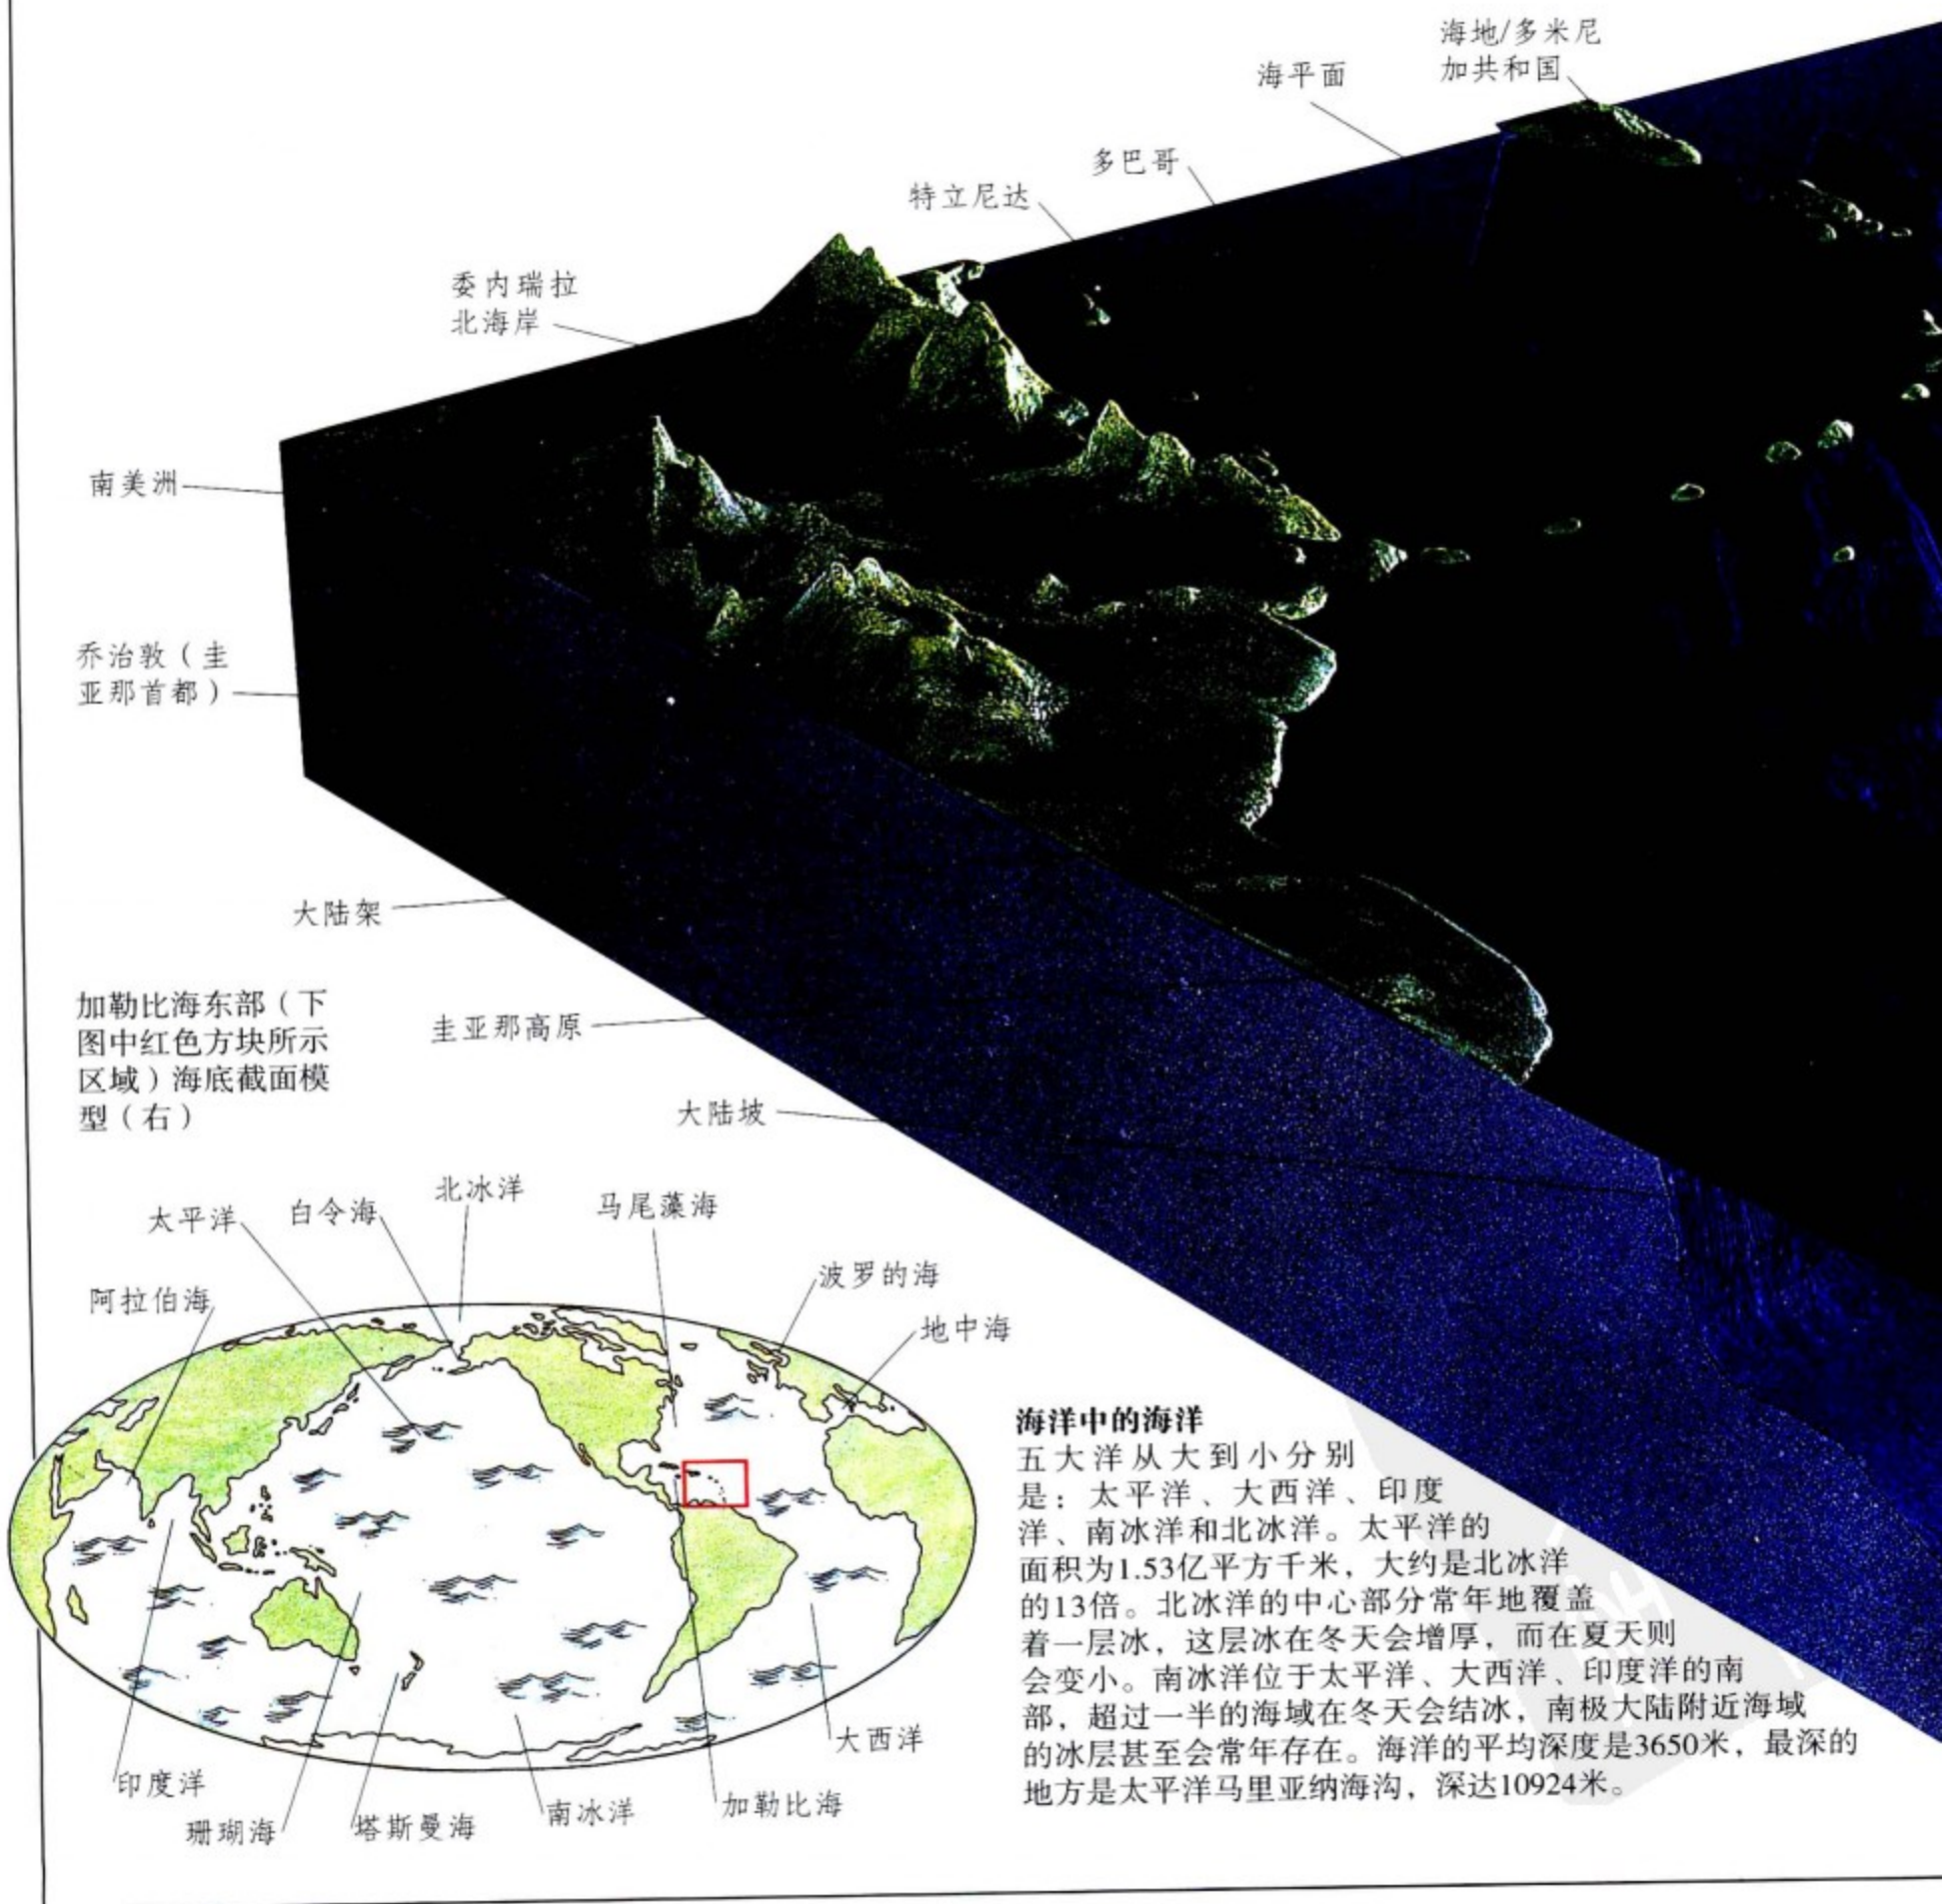 海地/多米尼
加共和国
海平面
多巴哥
特立尼达
委内瑞拉
北海岸
南美洲
乔治敦（圭
亚那首都）
大陆架
加勒比海东部（下
图中红色方块所示
区域）海底截面模
型（右）
圭亚那高原
大陆坡
北冰洋
白令海
太平洋
马尾藻海
阿拉伯海
波罗的海
地中海
海洋中的海洋
五大洋从大到小分别
是：太平洋、大西洋、印度
洋、南冰洋和北冰洋。太平洋的
面积为1.53亿平方千米，大约是北冰洋
的13倍。北冰洋的中心部分常年地覆盖
着一层冰，这层冰在冬天会增厚，而在夏天则
会变小。南冰洋位于太平洋、大西洋、印度洋的南
部，超过一半的海域在冬天会结冰，南极大陆附近海域
的冰层甚至会常年存在。海洋的平均深度是3650米，最深的
地方是太平洋马里亚纳海沟，深达10924米。
大西洋
印度洋
加勒比海
南冰洋
塔斯曼海
珊瑚海